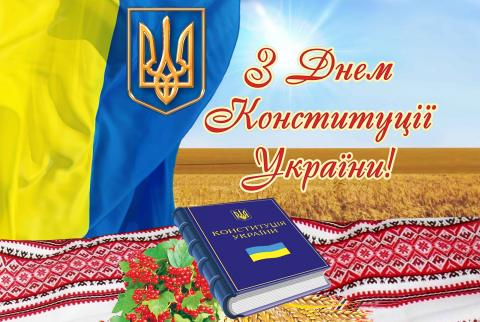 З Днем
Конституції
України!
КОНСТИТУЦІЯ
УКРАЇНИ